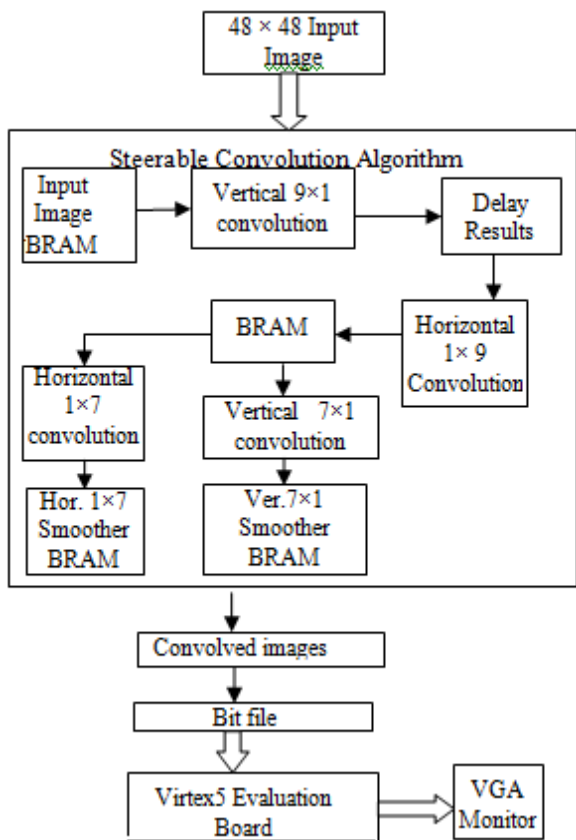 48 × 48 Input
Image
Steerable Convolution Algorithm
Input
Image
BRAM
Vertical 9×1
convolution
Delay
Results
BRAM
Horizontal
1× 9
Convolution
Horizontal
1×7
convolution
Vertical 7×1
convolution
Hor. 1×7
Smoother
BRAM
Ver.7×1
Smoother
BRAM
Convolved images
Bit file
Virtex5 Evaluation
Board
VGA
Monitor